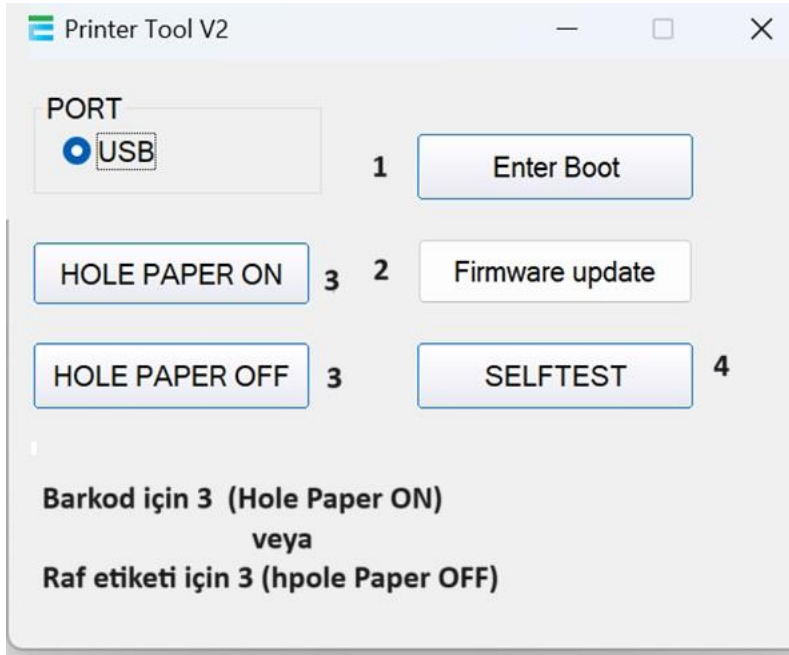 Printer Tool V2
PORT
USB
1 Enter Boot
HOLE PAPER ON 3 2 Firmware update
HOLE PAPER OFF 3 SELFTEST 4
Barkod için 3 (Hole Paper ON)
veya
Raf etiketi için 3 (hpole Paper OFF)